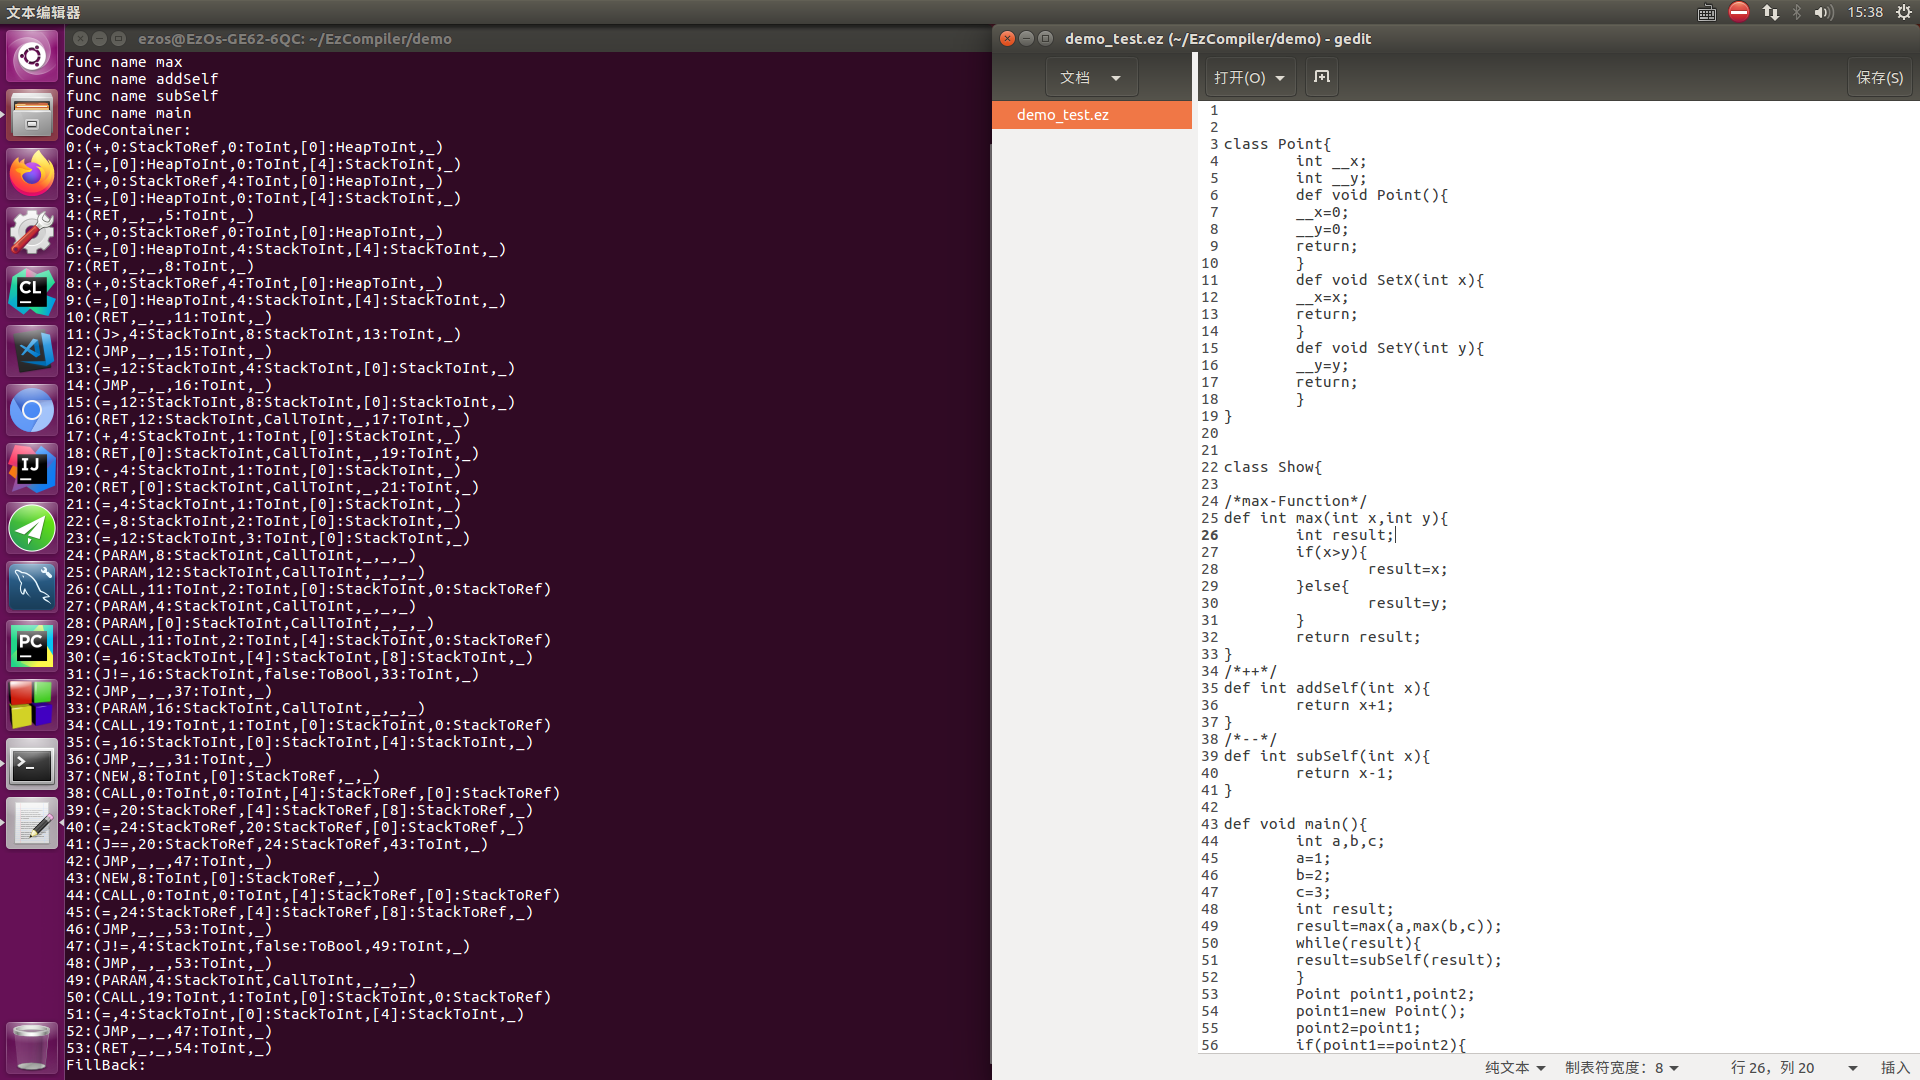 文本编辑器
15:38
ezos@EzOs-GE62-6QC: ~/EzCompiler/demo
func name max
func name addSelf
func name subSelf
func name main
CodeContainer:
0:(+,0:StackToRef,0:ToInt,[0]:HeapToInt,_)
1:(=,[0]:HeapToInt,0:ToInt,[4]:StackToInt,_)
2:(+,0:StackToRef,4:ToInt,[0]:HeapToInt,_)
3:(=,[0]:HeapToInt,0:ToInt,[4]:StackToInt,_)
4:(RET,_,_,5:ToInt,_)
5:(+,0:StackToRef,0:ToInt,[0]:HeapToInt,_)
6:(=,[0]:HeapToInt,4:StackToInt,[4]:StackToInt,_)
7:(RET,_,_,8:ToInt,_)
8:(+,0:StackToRef,4:ToInt,[0]:HeapToInt,_)
9:(=,[0]:HeapToInt,4:StackToInt,[4]:StackToInt,_)
10:(RET,_,_,11:ToInt,_)
11:(J>,4:StackToInt,8:StackToInt,13:ToInt,_)
12:(JMP,_,_,15:ToInt,_)
13:(=,12:StackToInt,4:StackToInt,[0]:StackToInt,_)
14:(JMP,_,_,16:ToInt,_)
15:(=,12:StackToInt,8:StackToInt,[0]:StackToInt,_)
16:(RET,12:StackToInt,CallToInt,_,17:ToInt,_)
17:(+,4:StackToInt,1:ToInt,[0]:StackToInt,_)
18:(RET,[0]:StackToInt,CallToInt,_,19:ToInt,_)
19:(-,4:StackToInt,1:ToInt,[0]:StackToInt,_)
20:(RET,[0]:StackToInt,CallToInt,_,21:ToInt,_)
21:(=,4:StackToInt,1:ToInt,[0]:StackToInt,_)
22:(=,8:StackToInt,2:ToInt,[0]:StackToInt,_)
23:(=,12:StackToInt,3:ToInt,[0]:StackToInt,_)
24:(PARAM,8:StackToInt,CallToInt,_,_,_)
25:(PARAM,12:StackToInt,CallToInt,_,_,_)
26:(CALL,11:ToInt,2:ToInt,[0]:StackToInt,0:StackToRef)
27:(PARAM,4:StackToInt,CallToInt,_,_,_)
28:(PARAM,[0]:StackToInt,CallToInt,_,_,_)
29:(CALL,11:ToInt,2:ToInt,[4]:StackToInt,0:StackToRef)
30:(=,16:StackToInt,[4]:StackToInt,[8]:StackToInt,_)
31:(J!=,16:StackToInt,false:ToBool,33:ToInt,_)
32:(JMP,_,_,37:ToInt,_)
33:(PARAM,16:StackToInt,CallToInt,_,_,_)
34:(CALL,19:ToInt,1:ToInt,[0]:StackToInt,0:StackToRef)
35:(=,16:StackToInt,[0]:StackToInt,[4]:StackToInt,_)
36:(JMP,_,_,31:ToInt,_)
37:(NEW,8:ToInt,[0]:StackToRef,_,_)
38:(CALL,0:ToInt,0:ToInt,[4]:StackToRef,[0]:StackToRef)
39:(=,20:StackToRef,[4]:StackToRef,[8]:StackToRef,_)
40:(=,24:StackToRef,20:StackToRef,[0]:StackToRef,_)
41:(J==,20:StackToRef,24:StackToRef,43:ToInt,_)
42:(JMP,_,_,47:ToInt,_)
43:(NEW,8:ToInt,[0]:StackToRef,_,_)
44:(CALL,0:ToInt,0:ToInt,[4]:StackToRef,[0]:StackToRef)
45:(=,24:StackToRef,[4]:StackToRef,[8]:StackToRef,_)
46:(JMP,_,_,53:ToInt,_)
47:(J!=,4:StackToInt,false:ToBool,49:ToInt,_)
48:(JMP,_,_,53:ToInt,_)
49:(PARAM,4:StackToInt,CallToInt,_,_,_)
50:(CALL,19:ToInt,1:ToInt,[0]:StackToInt,0:StackToRef)
51:(=,4:StackToInt,[0]:StackToInt,[4]:StackToInt,_)
52:(JMP,_,_,47:ToInt,_)
53:(RET,_,_,54:ToInt,_)
FillBack:
CL
IJ
PC
demo_test.ez (~/EzCompiler/demo) - gedit
文档
打开(O)
保存(S)
demo_test.ez
1
2
3 class Point{
4 int __x;
5 int __y;
6 def void Point(){
7 __x=0;
8 __y=0;
9 return;
10 }
11 def void SetX(int x){
12 __x=x;
13 return;
14 }
15 def void SetY(int y){
16 __y=y;
17 return;
18 }
19 }
20
21
22 class Show{
23
24 /*max-Function*/
25 def int max(int x,int y){
26 int result;
27 if(x>y){
28 result=x;
29 }else{
30 result=y;
31 }
32 return result;
33 }
34 /*++*/
35 def int addSelf(int x){
36 return x+1;
37 }
38 /*--*/
39 def int subSelf(int x){
40 return x-1;
41 }
42
43 def void main(){
44 int a,b,c;
45 a=1;
46 b=2;
47 c=3;
48 int result;
49 result=max(a,max(b,c));
50 while(result){
51 result=subSelf(result);
52 }
53 Point point1,point2;
54 point1=new Point();
55 point2=point1;
56 if(point1==point2){
纯文本 制表符宽度：8 行 26，列 20 插入